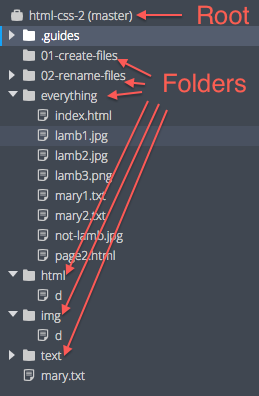 html-css-2 (master) Root
.guides
01-create-files
02-rename-files Folders
everything
index.html
lamb1.jpg
lamb2.jpg
lamb3.png
mary1.txt
mary2.txt
not-lamb.jpg
page2.html
html
d
img
d
text
mary.txt